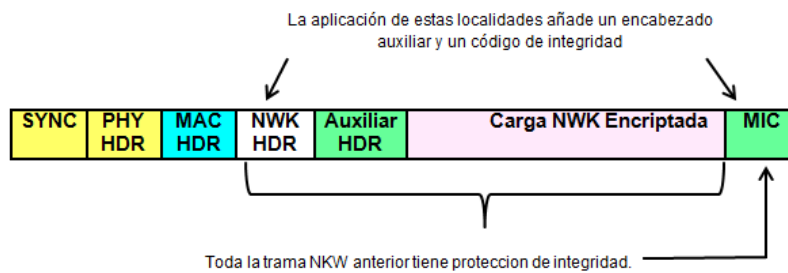 La aplicación de estas localidades añade un encabezado
auxiliar y un código de integridad
SYNC PHY MAC NWK Auxiliar Carga NWK Encriptada MIC
HDR HDR HDR HDR
Toda la trama NKW anterior tiene proteccion de integridad.